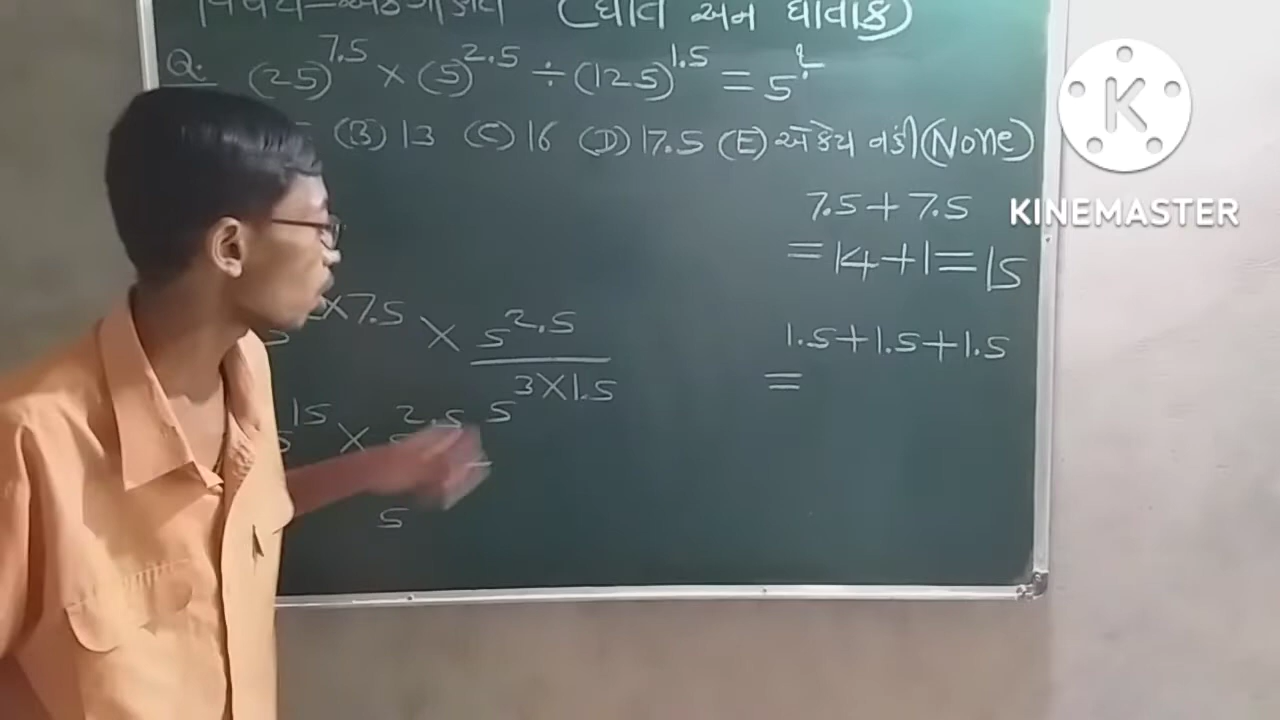 (ઘાત અને ઘાતાંક)
Q. (25)^7.5 × (5)^2.5 ÷ (125)^1.5 = 5^?
(B) 13 (C) 16 (D) 17.5 (E) એકેય નહીં (None)
7.5+7.5
=14+1=15
×7.5 × 5^2.5
5^3×1.5
1.5+1.5+1.5
=
5^15 × 2.5
5
K
KINEMASTER